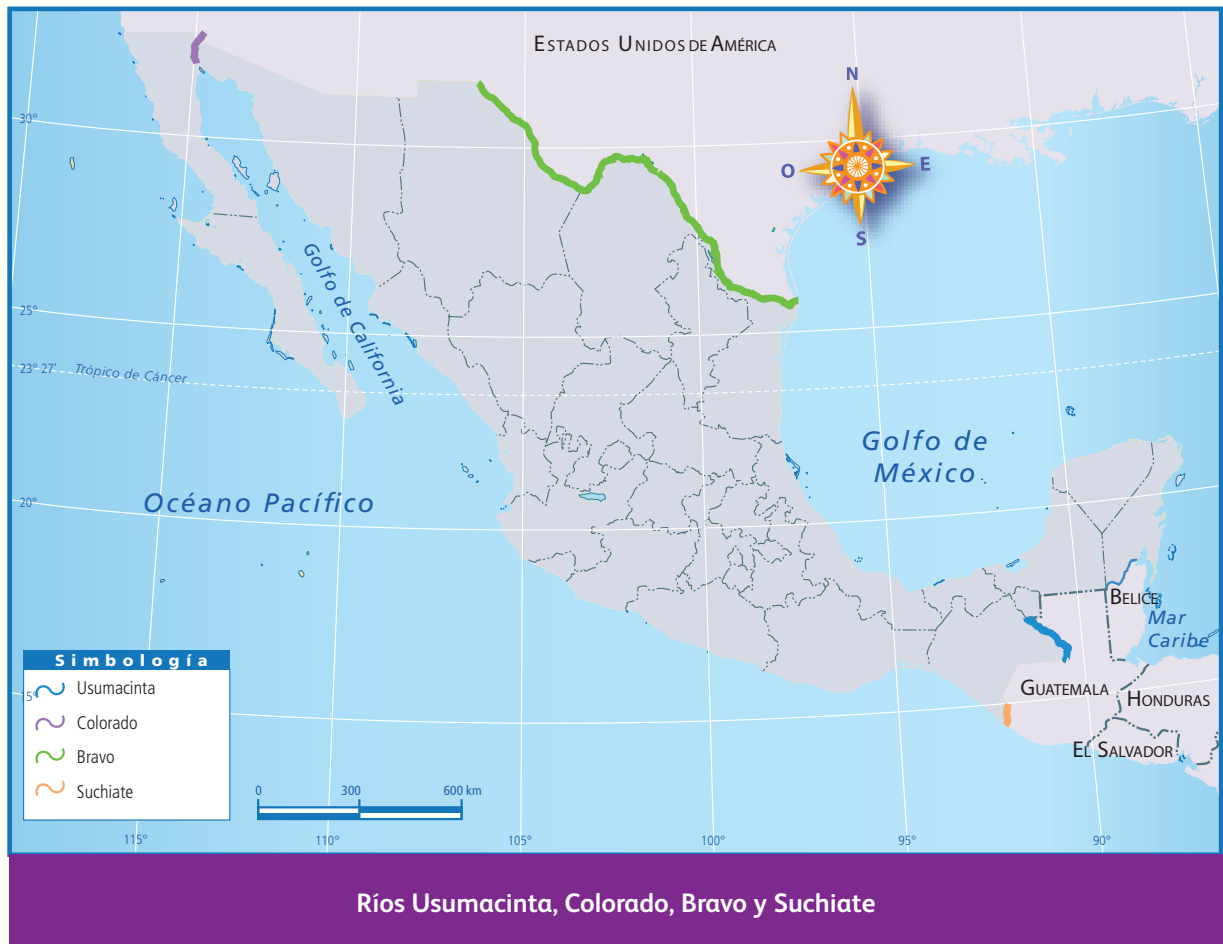 ESTADOS UNIDOS DE AMÉRICA
N
O
E
S
30°
25°
23° 27'
Trópico de Cáncer
20°
15°
Golfo de California
Golfo de
México
Océano Pacífico
BELICE
Mar
Caribe
GUATEMALA
HONDURAS
EL SALVADOR
Simbología
Usumacinta
Colorado
Bravo
Suchiate
0 300 600 km
115° 110° 105° 100° 95° 90°
Ríos Usumacinta, Colorado, Bravo y Suchiate